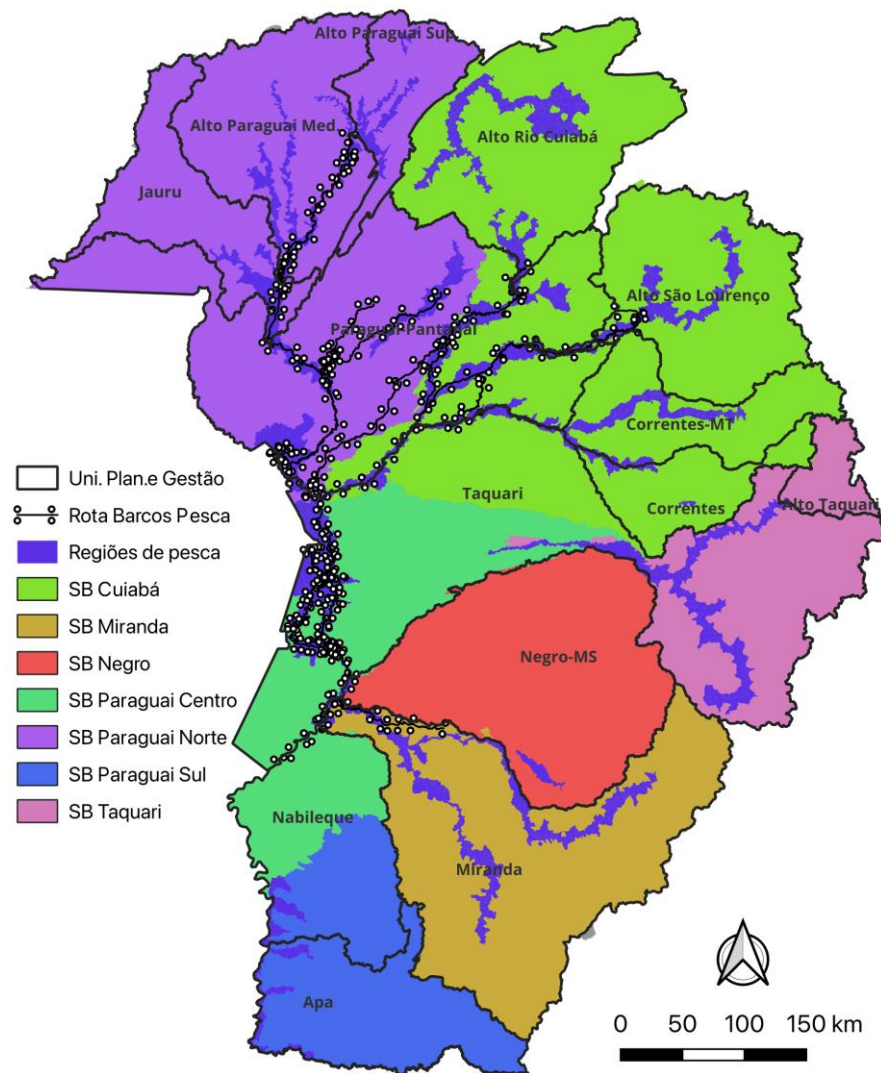 Alto Paraguai Sup.
Alto Paraguai Med.
Alto Rio Cuiabá
Jauru
Alto São Lourenço
Paraguai-Pantanal
Correntes-MT
Taquari
Correntes
Alto Taquari
Negro-MS
Nabileque
Miranda
Apa
Uni. Plan.e Gestão
Rota Barcos Pesca
Regiões de pesca
SB Cuiabá
SB Miranda
SB Negro
SB Paraguai Centro
SB Paraguai Norte
SB Paraguai Sul
SB Taquari
0 50 100 150 km